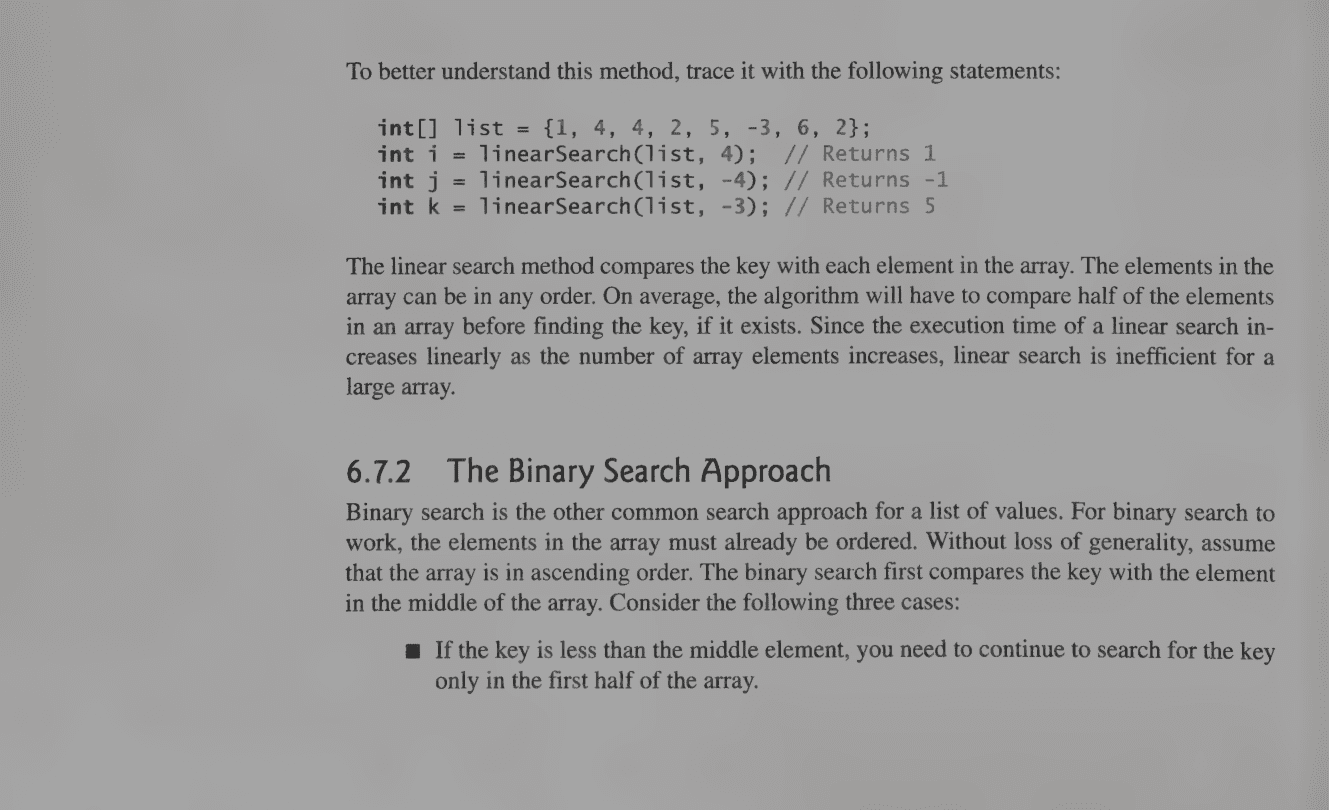 To better understand this method, trace it with the following statements:
int[] list = {1, 4, 4, 2, 5, -3, 6, 2};
int i = linearSearch(list, 4);  // Returns 1
int j = linearSearch(list, -4); // Returns -1
int k = linearSearch(list, -3); // Returns 5
The linear search method compares the key with each element in the array. The elements in the
array can be in any order. On average, the algorithm will have to compare half of the elements
in an array before finding the key, if it exists. Since the execution time of a linear search in-
creases linearly as the number of array elements increases, linear search is inefficient for a
large array.
6.7.2 The Binary Search Approach
Binary search is the other common search approach for a list of values. For binary search to
work, the elements in the array must already be ordered. Without loss of generality, assume
that the array is in ascending order. The binary search first compares the key with the element
in the middle of the array. Consider the following three cases:
■ If the key is less than the middle element, you need to continue to search for the key
only in the first half of the array.